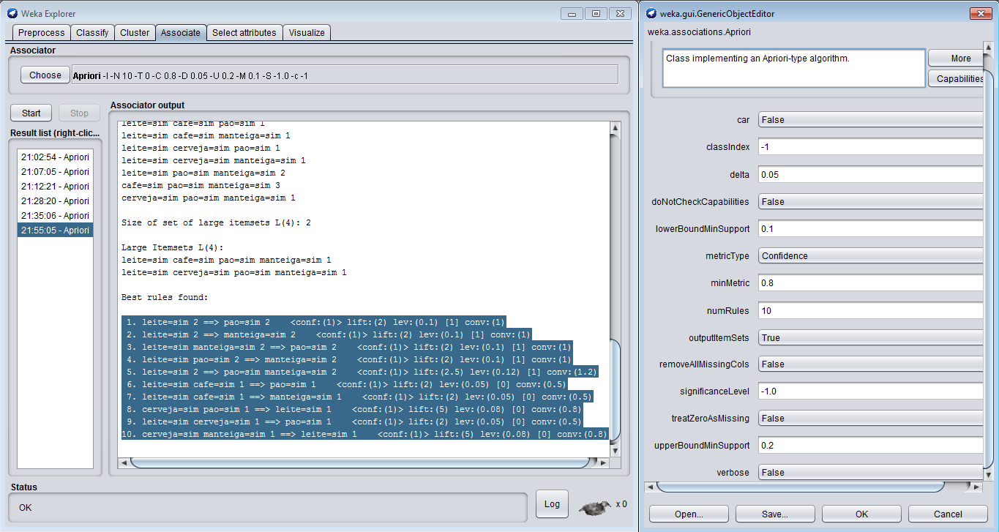 Weka Explorer
Preprocess Classify Cluster Associate Select attributes Visualize
Associator
Choose Apriori -I -N 10 -T 0 -C 0.8 -D 0.05 -U 0.2 -M 0.1 -S -1.0 -c -1
Start Stop
Result list (right-clic...
21:02:54 - Apriori
21:07:05 - Apriori
21:12:21 - Apriori
21:28:20 - Apriori
21:35:06 - Apriori
21:55:05 - Apriori
Associator output
leite=sim cafe=sim pao=sim 1
leite=sim cafe=sim manteiga=sim 1
leite=sim cerveja=sim pao=sim 1
leite=sim cerveja=sim manteiga=sim 1
leite=sim pao=sim manteiga=sim 2
cafe=sim pao=sim manteiga=sim 3
cerveja=sim pao=sim manteiga=sim 1
Size of set of large itemsets L(4): 2
Large Itemsets L(4):
leite=sim cafe=sim pao=sim manteiga=sim 1
leite=sim cerveja=sim pao=sim manteiga=sim 1
Best rules found:
1. leite=sim 2 ==> pao=sim 2 <conf:(1)> lift:(2) lev:(0.1) [1] conv:(1)
2. leite=sim 2 ==> manteiga=sim 2 <conf:(1)> lift:(2) lev:(0.1) [1] conv:(1)
3. leite=sim manteiga=sim 2 ==> pao=sim 2 <conf:(1)> lift:(2) lev:(0.1) [1] conv:(1)
4. leite=sim pao=sim 2 ==> manteiga=sim 2 <conf:(1)> lift:(2) lev:(0.1) [1] conv:(1)
5. leite=sim 2 ==> pao=sim manteiga=sim 2 <conf:(1)> lift:(2.5) lev:(0.12) [1] conv:(1.2)
6. leite=sim cafe=sim 1 ==> pao=sim 1 <conf:(1)> lift:(2) lev:(0.05) [0] conv:(0.5)
7. leite=sim cafe=sim 1 ==> manteiga=sim 1 <conf:(1)> lift:(2) lev:(0.05) [0] conv:(0.5)
8. cerveja=sim pao=sim 1 ==> leite=sim 1 <conf:(1)> lift:(5) lev:(0.08) [0] conv:(0.8)
9. leite=sim cerveja=sim 1 ==> pao=sim 1 <conf:(1)> lift:(2) lev:(0.05) [0] conv:(0.5)
10. cerveja=sim manteiga=sim 1 ==> leite=sim 1 <conf:(1)> lift:(5) lev:(0.08) [0] conv:(0.8)
Status
OK
Log
x 0
weka.gui.GenericObjectEditor
weka.associations.Apriori
Class implementing an Apriori-type algorithm.
More
Capabilities
car False
classIndex -1
delta 0.05
doNotCheckCapabilities False
lowerBoundMinSupport 0.1
metricType Confidence
minMetric 0.8
numRules 10
outputItemSets True
removeAllMissingCols False
significanceLevel -1.0
treatZeroAsMissing False
upperBoundMinSupport 0.2
verbose False
Open... Save... OK Cancel